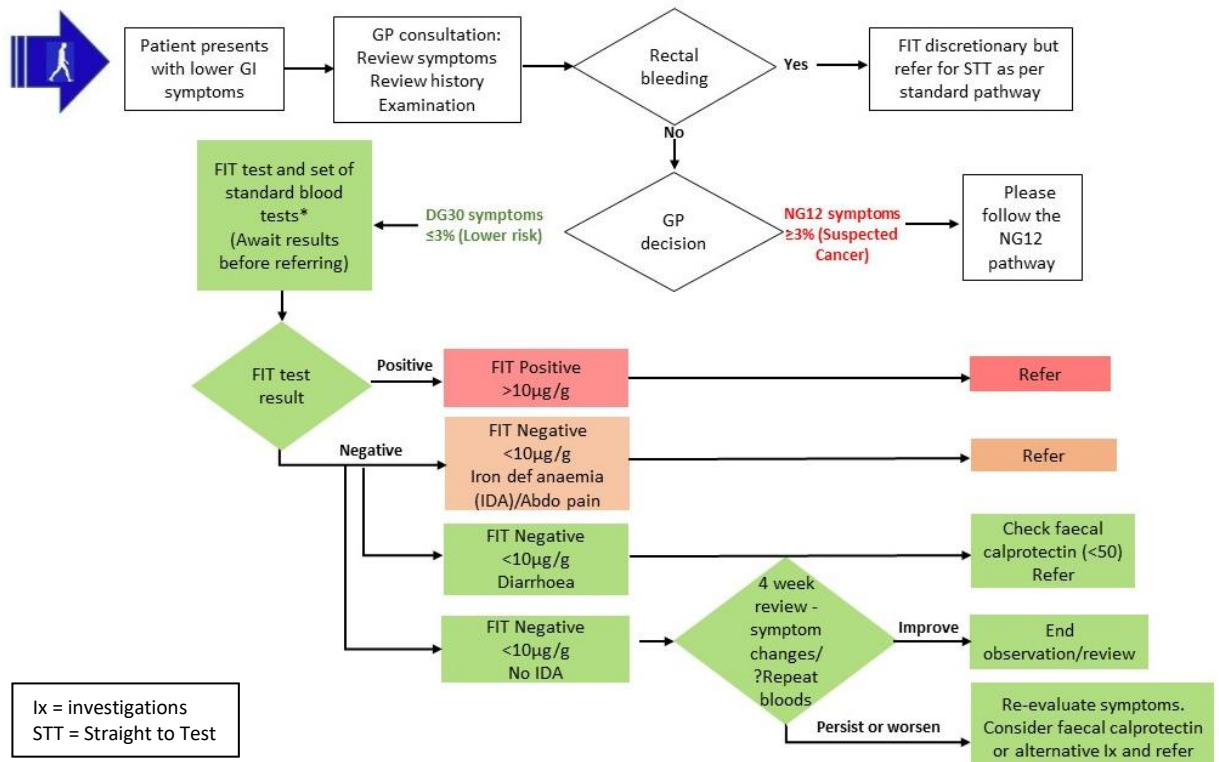 Patient presents
with lower GI
symptoms
GP consultation:
Review symptoms
Review history
Examination
Rectal
bleeding
Yes
FIT discretionary but
refer for STT as per
standard pathway
No
FIT test and set of
standard blood
tests*
(Await results
before referring)
DG30 symptoms
≤3% (Lower risk)
GP
decision
NG12 symptoms
≥3% (Suspected
Cancer)
Please
follow the
NG12
pathway
FIT test
result
Positive
FIT Positive
>10µg/g
Refer
Negative
FIT Negative
<10µg/g
Iron def anaemia
(IDA)/Abdo pain
Refer
FIT Negative
<10µg/g
Diarrhoea
Check faecal
calprotectin (<50)
Refer
FIT Negative
<10µg/g
No IDA
4 week
review -
symptom
changes/
?Repeat
bloods
Improve
End
observation/review
Persist or worsen
Re-evaluate symptoms.
Consider faecal calprotectin
or alternative Ix and refer
Ix = investigations
STT = Straight to Test